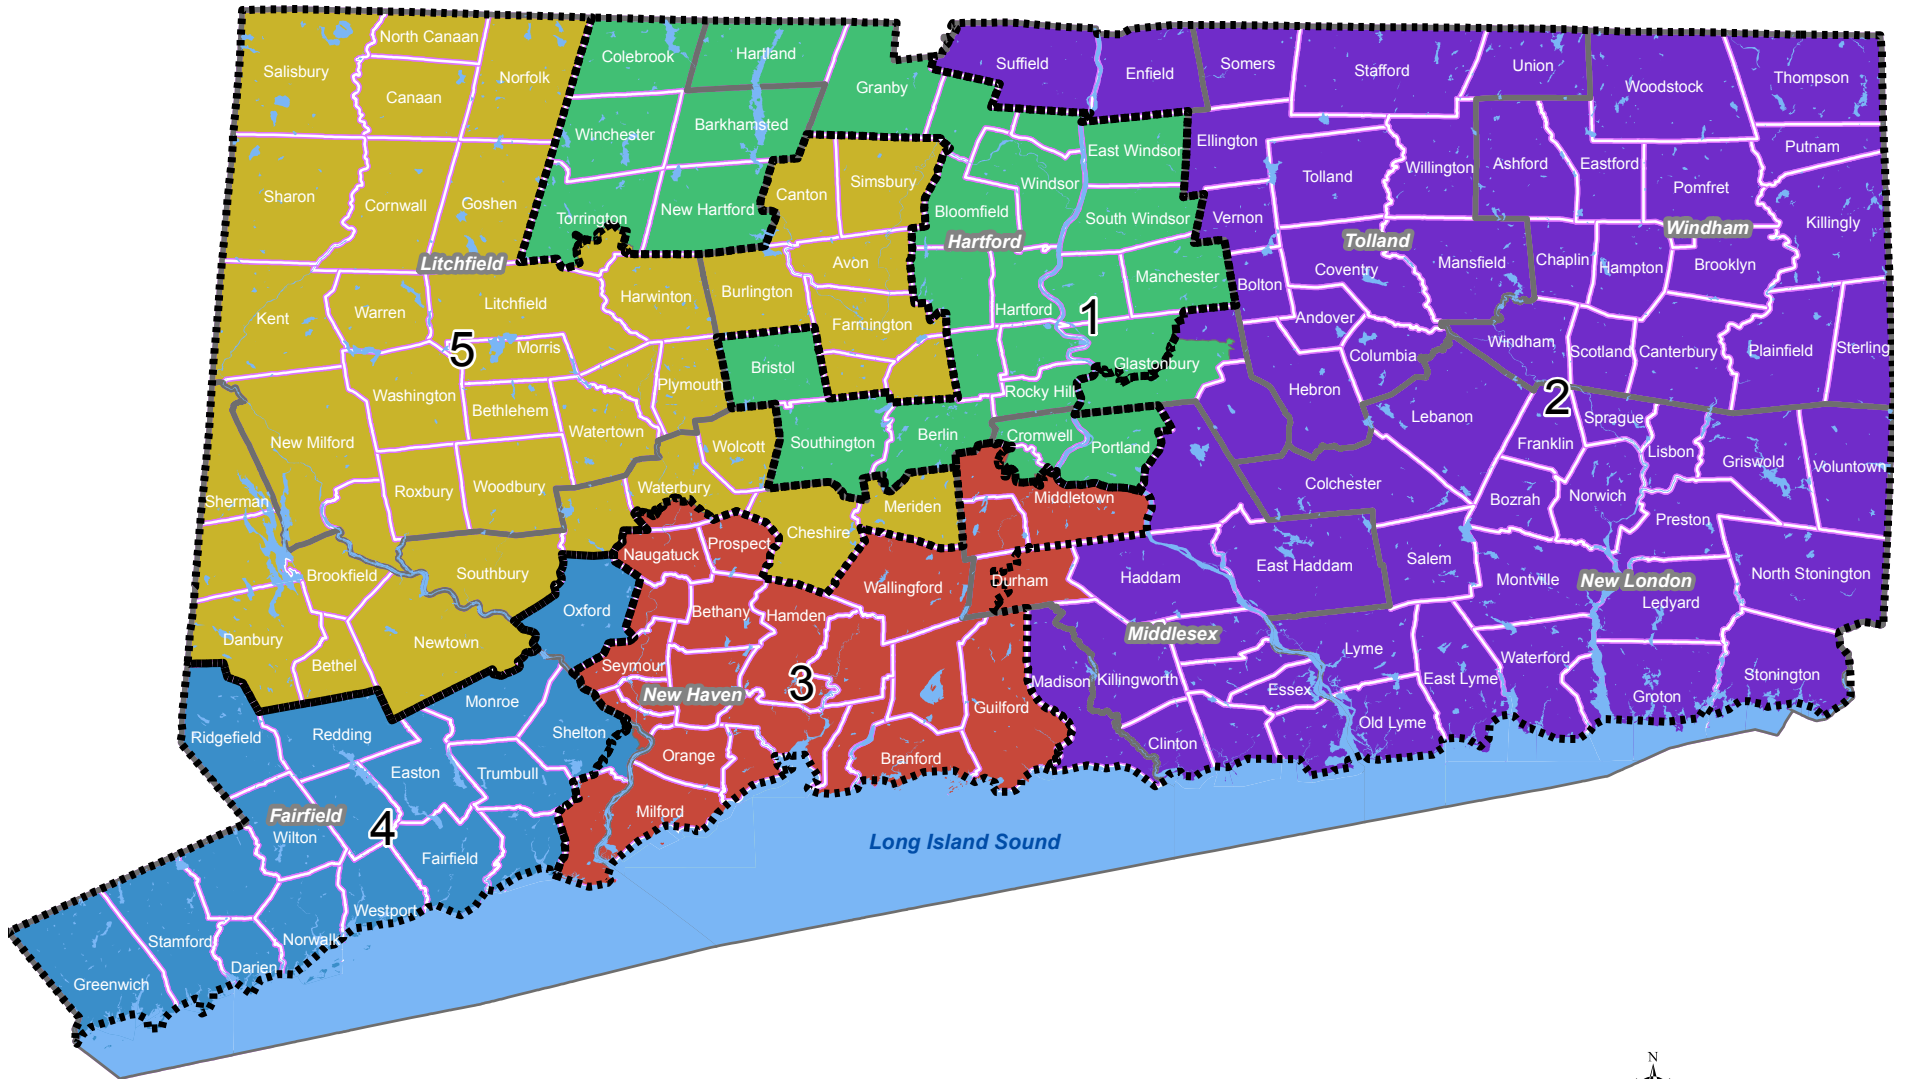 North Canaan
Salisbury
Canaan
Norfolk
Colebrook
Hartland
Granby
Suffield
Enfield
Somers
Stafford
Union
Woodstock
Thompson
Winchester
Barkhamsted
East Windsor
Ellington
Tolland
Willington
Ashford
Eastford
Pomfret
Putnam
Sharon
Cornwall
Goshen
Torrington
New Hartford
Canton
Simsbury
Bloomfield
Windsor
South Windsor
Vernon
Killingly
Litchfield
Hartford
Tolland
Windham
Kent
Warren
Litchfield
Harwinton
Burlington
Avon
Farmington
Hartford
Manchester
Bolton
Coventry
Mansfield
Chaplin
Hampton
Brooklyn
1
Andover
Columbia
Windham
Scotland
Canterbury
Plainfield
Sterling
5
Morris
Washington
Bethlehem
Watertown
Plymouth
Bristol
Rocky Hill
Glastonbury
Hebron
Lebanon
2
Sprague
Franklin
Lisbon
Griswold
Voluntown
New Milford
Wolcott
Southington
Berlin
Cromwell
Portland
Sherman
Roxbury
Woodbury
Waterbury
Cheshire
Meriden
Middletown
Colchester
Bozrah
Norwich
Preston
Brookfield
Southbury
Naugatuck
Prospect
Wallingford
Durham
Haddam
East Haddam
Salem
Montville
New London
Ledyard
North Stonington
Danbury
Bethel
Newtown
Oxford
Bethany
Hamden
Middlesex
Lyme
Waterford
Seymour
New Haven
3
Guilford
Madison
Killingworth
Essex
East Lyme
Groton
Stonington
Old Lyme
Ridgefield
Redding
Monroe
Shelton
Orange
Branford
Clinton
Easton
Trumbull
Fairfield
Wilton
4
Fairfield
Milford
Long Island Sound
Westport
Stamford
Norwalk
Darien
Greenwich
N